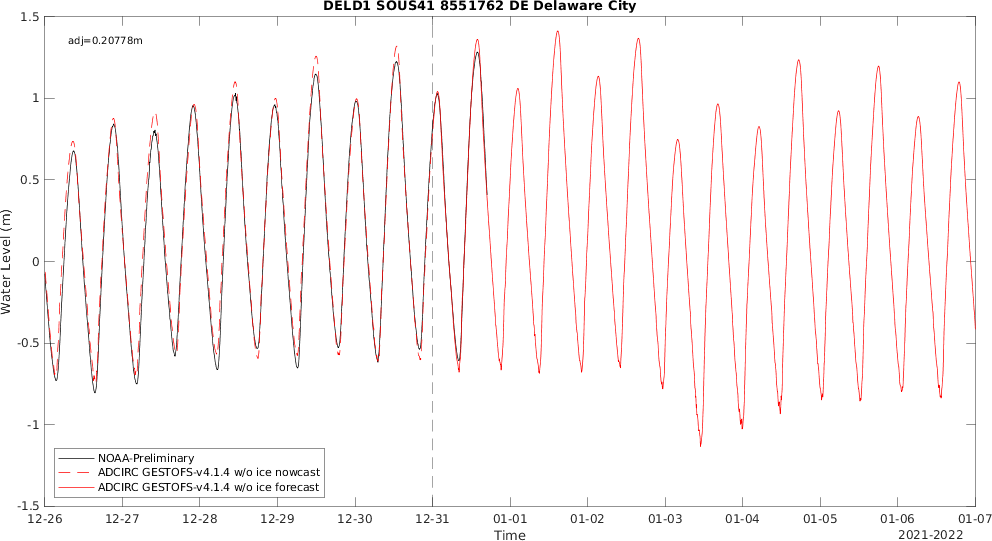 DELD1 SOUS41 8551762 DE Delaware City
adj=0.20778m
1.5
1
0.5
0
-0.5
-1
-1.5
Water Level (m)
NOAA-Preliminary
ADCIRC GESTOFS-v4.1.4 w/o ice nowcast
ADCIRC GESTOFS-v4.1.4 w/o ice forecast
12-26 12-27 12-28 12-29 12-30 12-31 01-01 01-02 01-03 01-04 01-05 01-06 01-07
Time
2021-2022